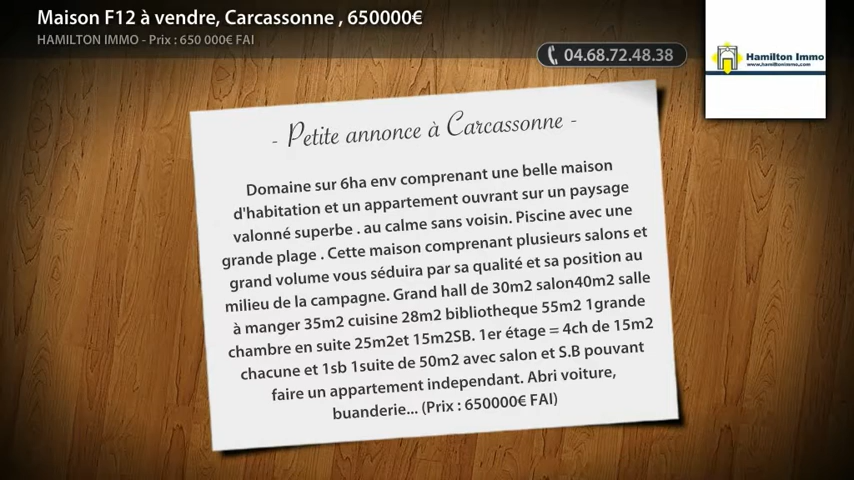 Maison F12 à vendre, Carcassonne , 650000€
HAMILTON IMMO - Prix : 650 000€ FAI
04.68.72.48.38
Hamilton Immo
www.hamiltonimmo.com
- Petite annonce à Carcassonne -
Domaine sur 6ha env comprenant une belle maison
d'habitation et un appartement ouvrant sur un paysage
valonné superbe . au calme sans voisin. Piscine avec une
grande plage . Cette maison comprenant plusieurs salons et
grand volume vous séduira par sa qualité et sa position au
milieu de la campagne. Grand hall de 30m2 salon40m2 salle
à manger 35m2 cuisine 28m2 bibliotheque 55m2 1grande
chambre en suite 25m2et 15m2SB. 1er étage = 4ch de 15m2
chacune et 1sb 1suite de 50m2 avec salon et S.B pouvant
faire un appartement independant. Abri voiture,
buanderie... (Prix : 650000€ FAI)